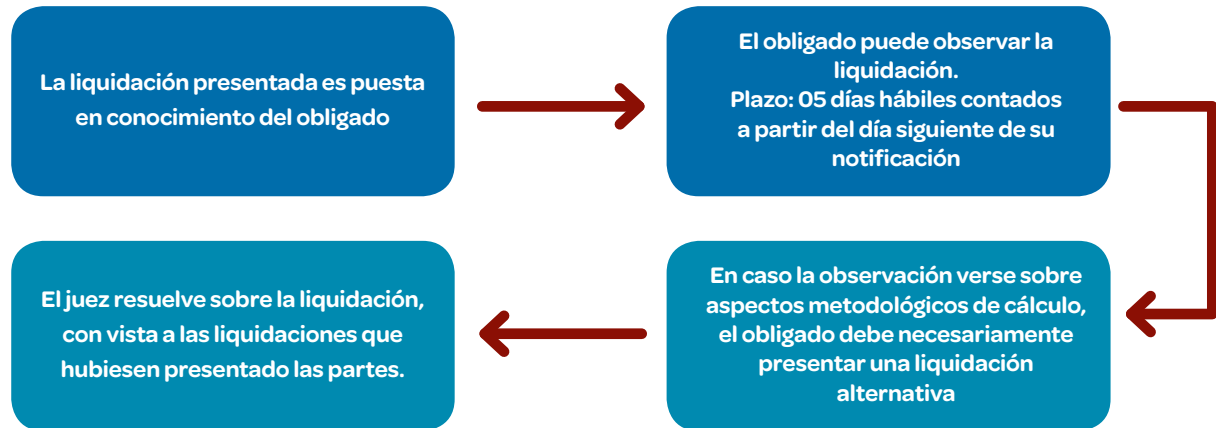 La liquidación presentada es puesta
en conocimiento del obligado
El obligado puede observar la
liquidación.
Plazo: 05 días hábiles contados
a partir del día siguiente de su
notificación
En caso la observación verse sobre
aspectos metodológicos de cálculo,
el obligado debe necesariamente
presentar una liquidación
alternativa
El juez resuelve sobre la liquidación,
con vista a las liquidaciones que
hubiesen presentado las partes.